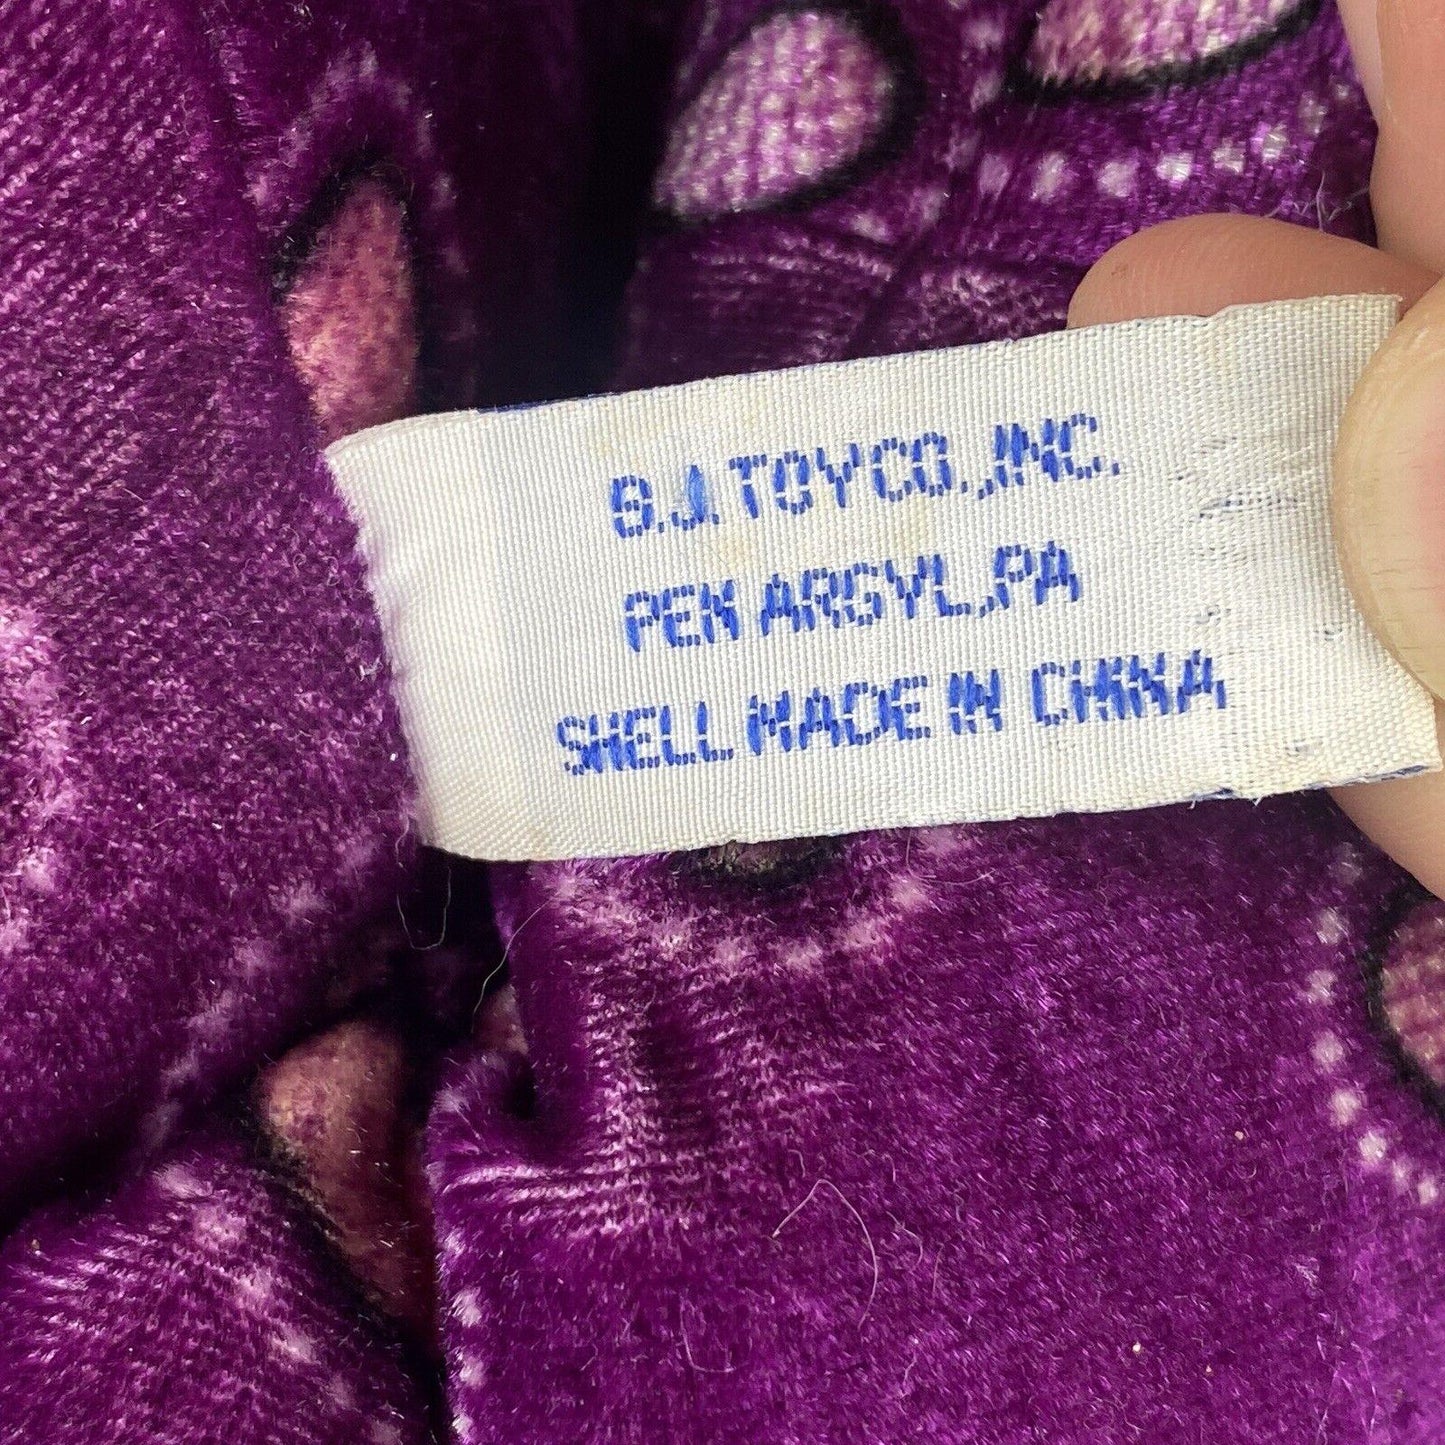 B.J. TOY CO., INC.
PEN ARGYL, PA
SHELL MADE IN CHINA